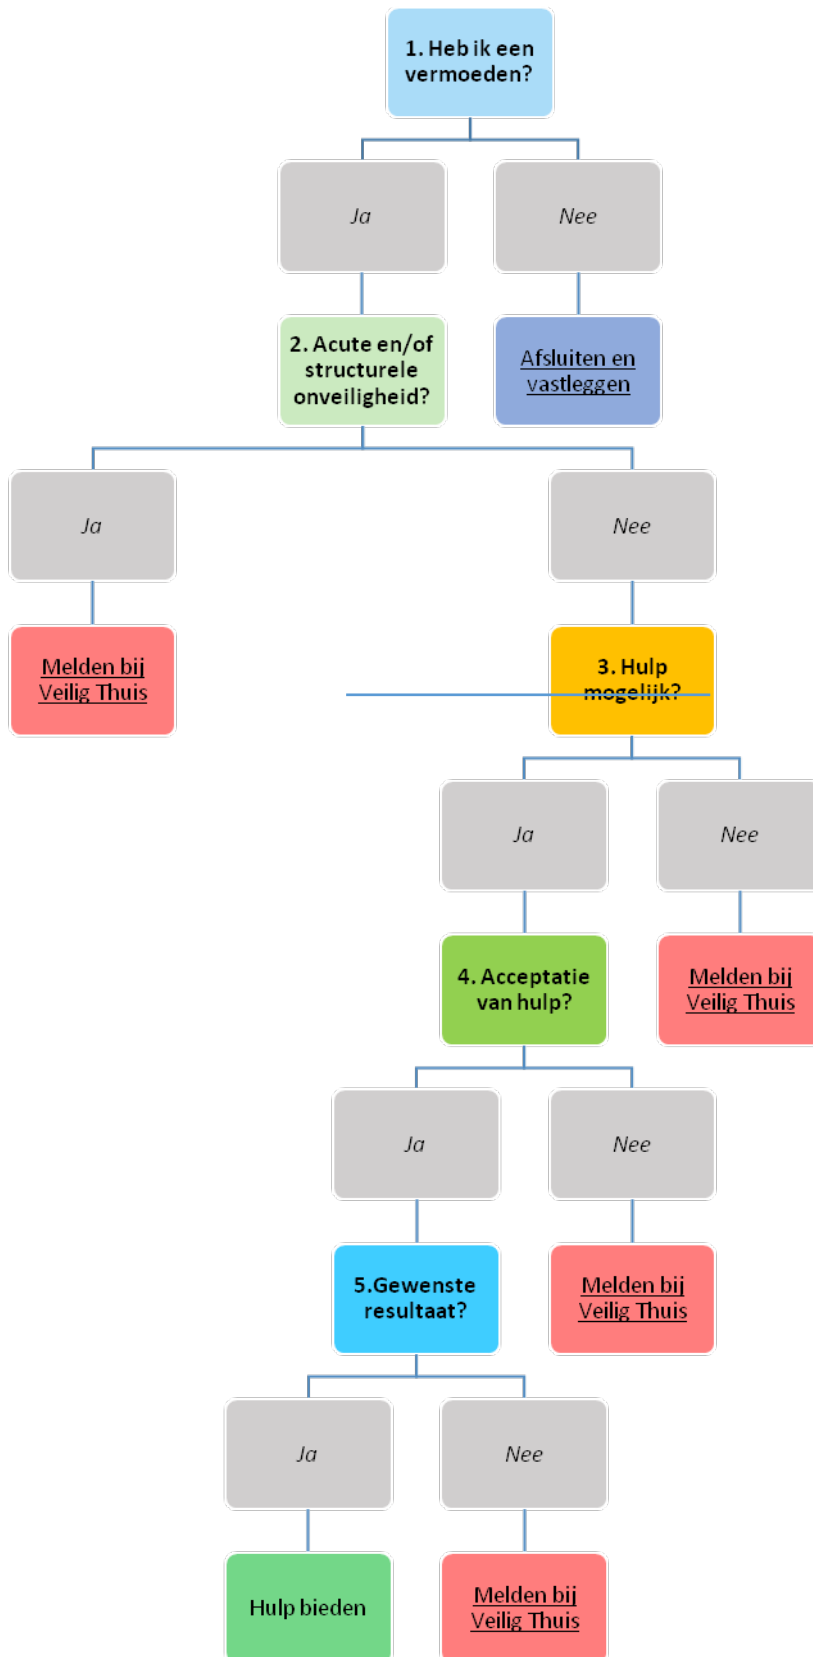 1. Heb ik een
vermoeden?
Ja
Nee
2. Acute en/of
structurele
onveiligheid?
Afsluiten en
vastleggen
Ja
Nee
Melden bij
Veilig Thuis
3. Hulp
mogelijk?
Ja
Nee
4. Acceptatie
van hulp?
Melden bij
Veilig Thuis
Ja
Nee
5.Gewenste
resultaat?
Melden bij
Veilig Thuis
Ja
Nee
Hulp bieden
Melden bij
Veilig Thuis